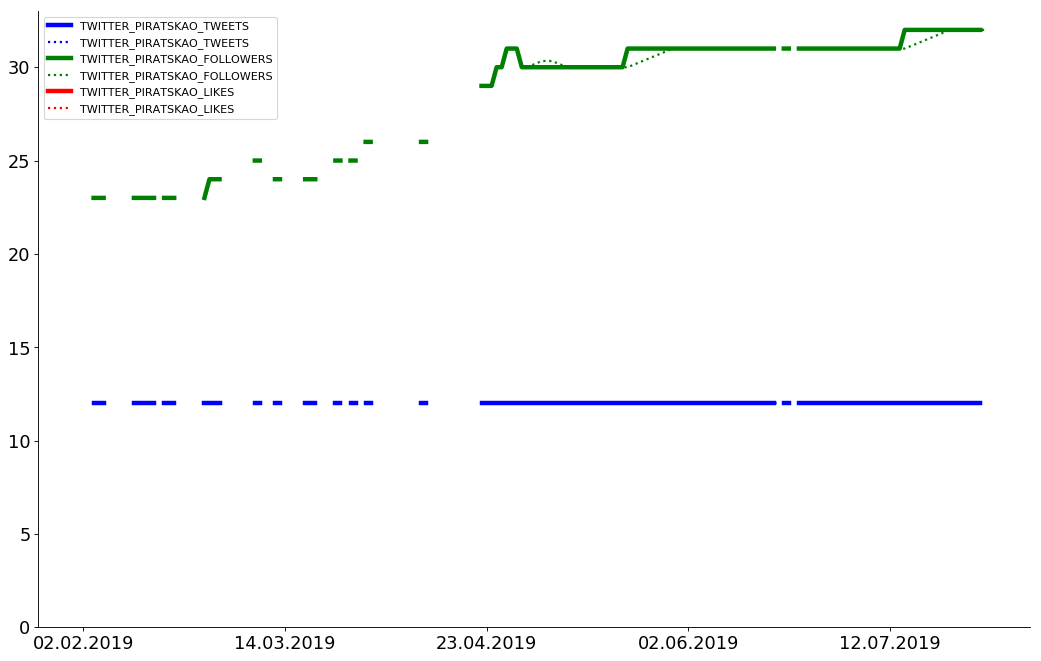 TWITTER_PIRATSKAO_TWEETS
TWITTER_PIRATSKAO_TWEETS
TWITTER_PIRATSKAO_FOLLOWERS
TWITTER_PIRATSKAO_FOLLOWERS
TWITTER_PIRATSKAO_LIKES
TWITTER_PIRATSKAO_LIKES
30
25
20
15
10
5
0
02.02.2019 14.03.2019 23.04.2019 02.06.2019 12.07.2019